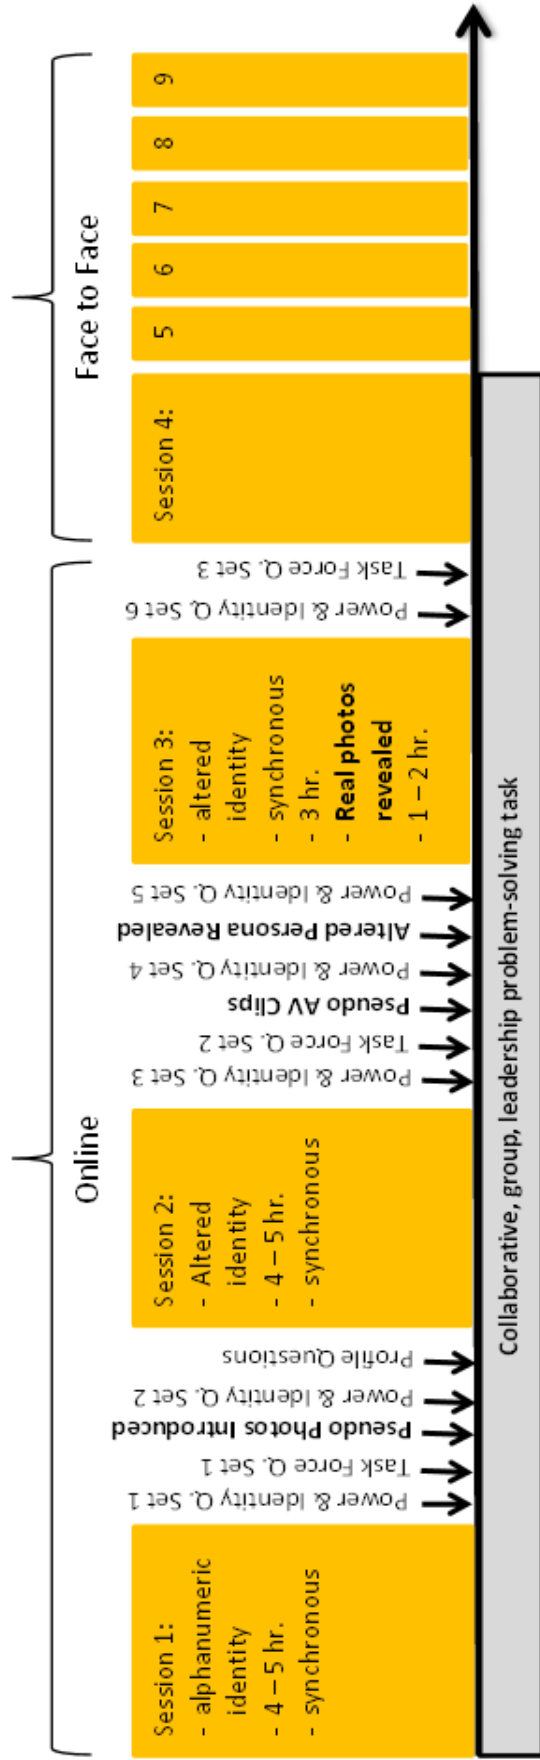 Online
Face to Face
Session 1:
- alphanumeric
identity
- 4 – 5 hr.
- synchronous
Power & Identity Q. Set 1
Task Force Q. Set 1
Pseudo Photos Introduced
Power & Identity Q. Set 2
Profile Questions
Session 2:
- Altered
identity
- 4 – 5 hr.
- synchronous
Power & Identity Q. Set 3
Task Force Q. Set 2
Pseudo AV Clips
Power & Identity Q. Set 4
Altered Persona Revealed
Power & Identity Q. Set 5
Session 3:
- altered
identity
- synchronous
- 3 hr.
- Real photos
revealed
- 1 – 2 hr.
Power & Identity Q. Set 6
Task Force Q. Set 3
Session 4:
5
6
7
8
9
Collaborative, group, leadership problem-solving task